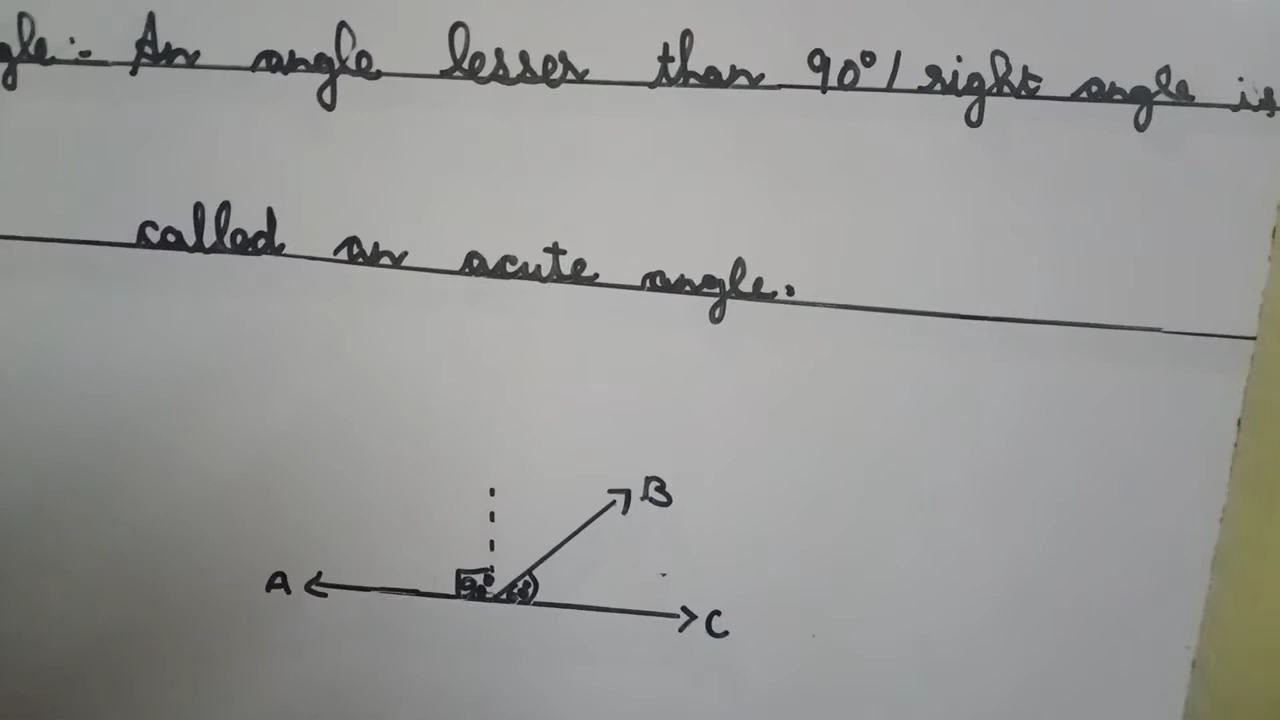 gle:- An angle lesser than 90°/right angle is
called an acute angle.
B
A 90° C